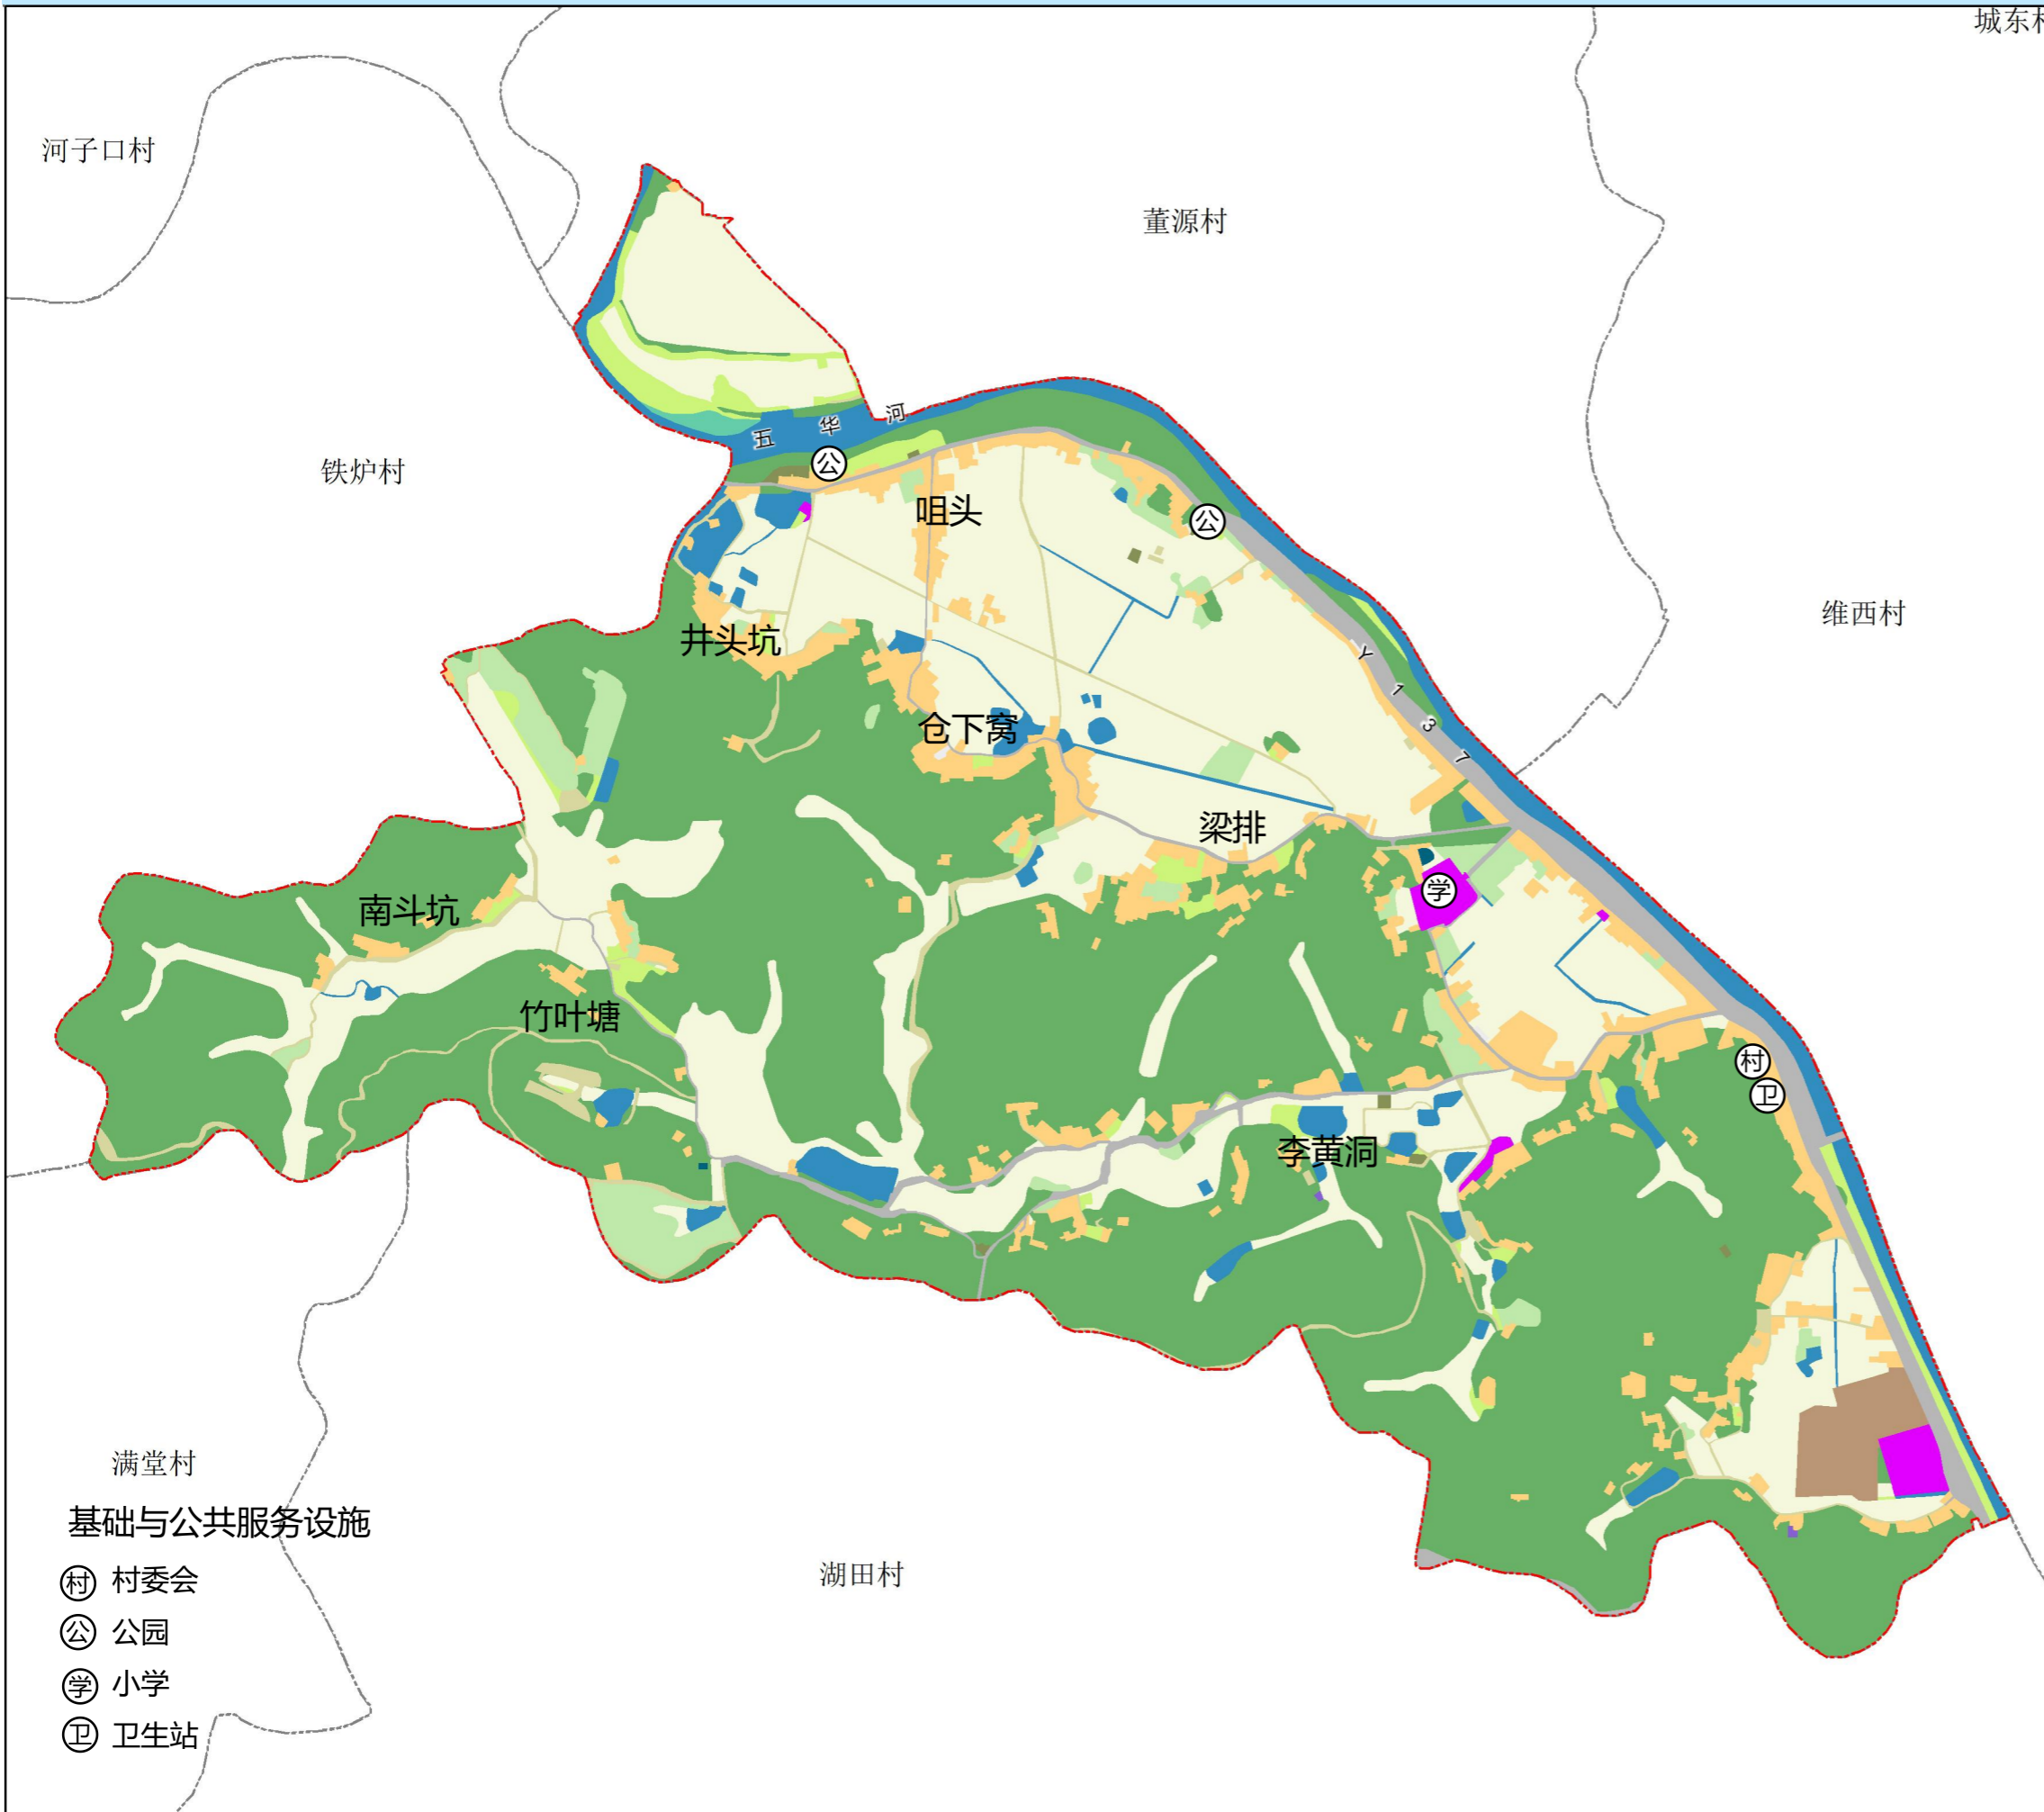 城东村
河子口村
董源村
五华河
公
铁炉村
咀头
公
维西村
井头坑
Y137
仓下窝
梁排
学
南斗坑
竹叶塘
村
卫
李黄洞
满堂村
基础与公共服务设施
村 村委会
公 公园
学 小学
卫 卫生站
湖田村